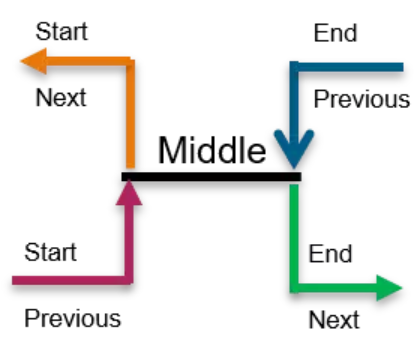 Start
Next
End
Previous
Middle
Start
Previous
End
Next